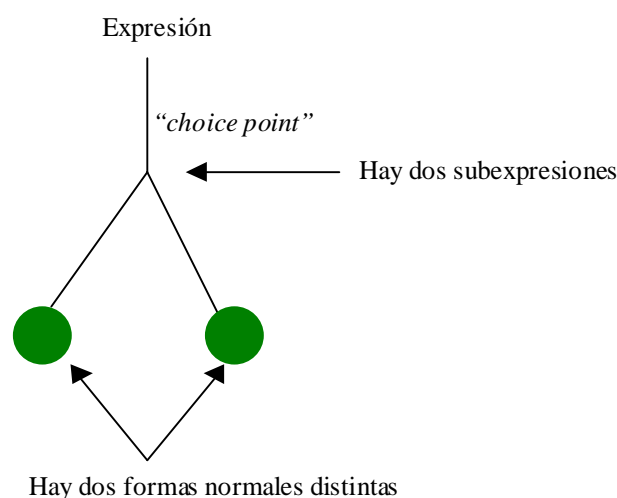 Expresión
“choice point”
Hay dos subexpresiones
Hay dos formas normales distintas